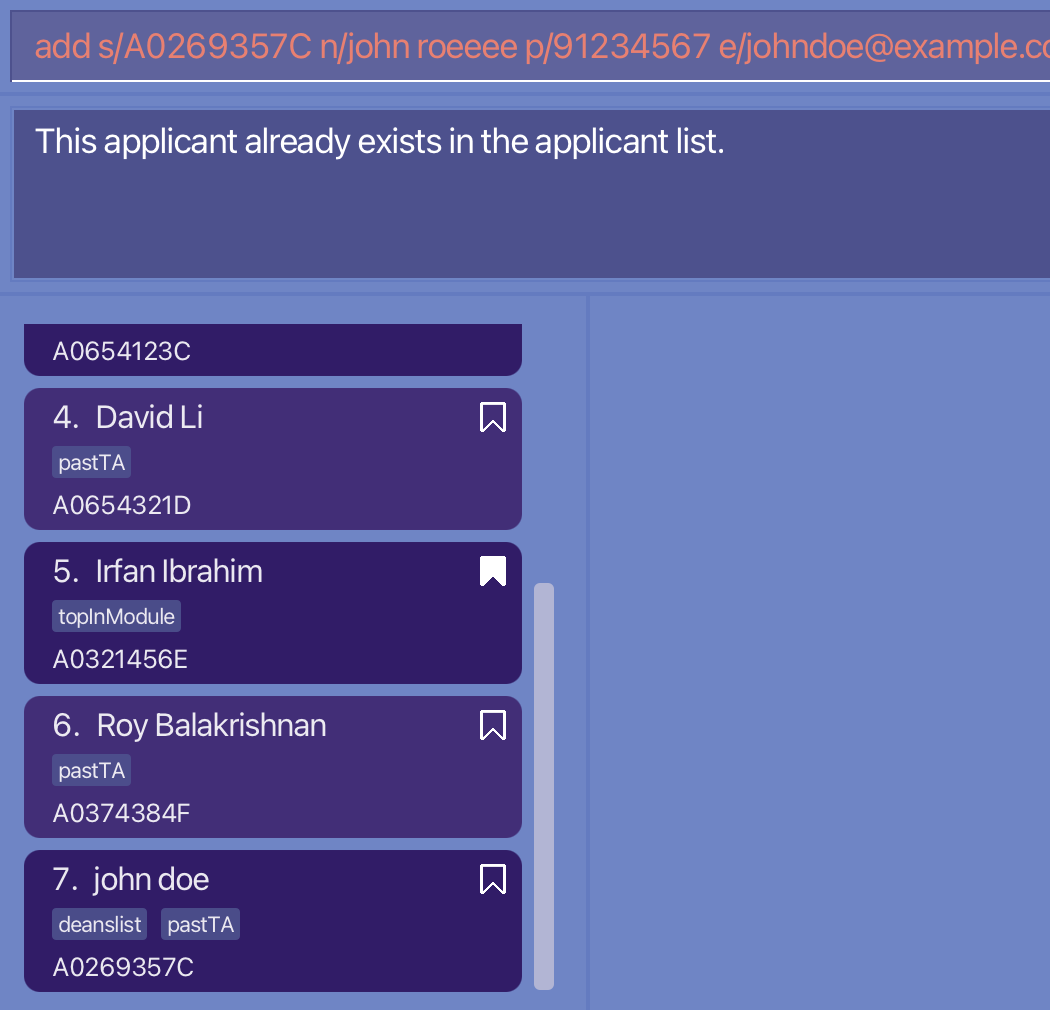 add s/A0269357C n/john roeeee p/91234567 e/johndoe@example.co
This applicant already exists in the applicant list.
A0654123C
4. David Li
pastTA
A0654321D
5. Irfan Ibrahim
topInModule
A0321456E
6. Roy Balakrishnan
pastTA
A0374384F
7. john doe
deanslist pastTA
A0269357C